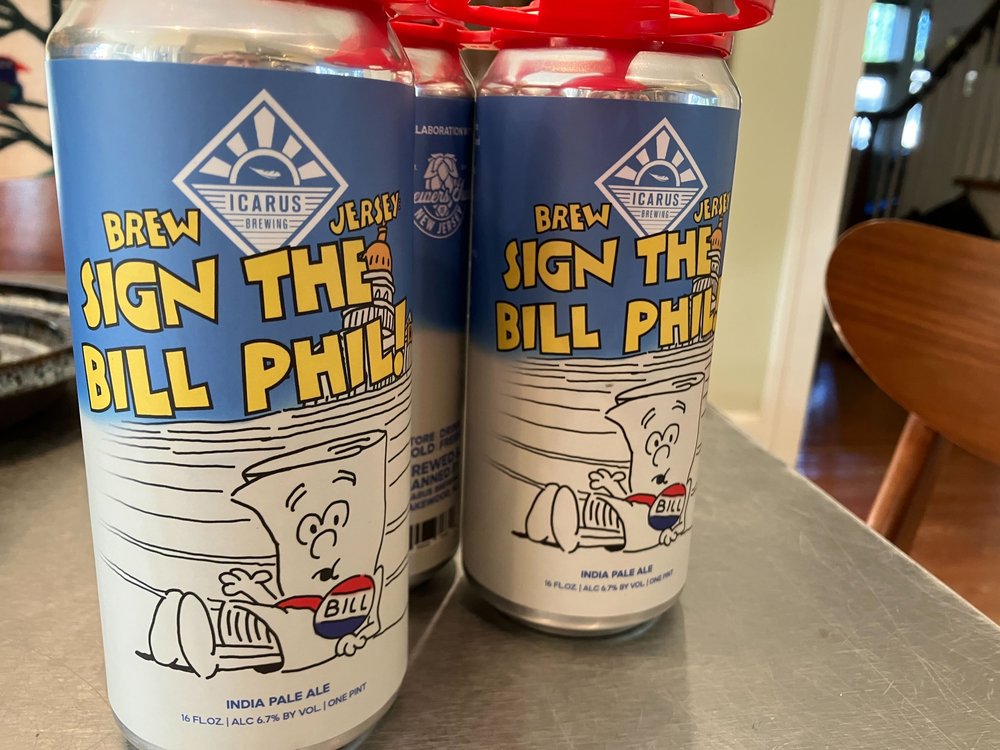 ICARUS
BREWING
BREW JERSEY
SIGN THE
BILL PHIL!
BILL
INDIA PALE ALE
16 FL.OZ | ALC 6.7% BY VOL | ONE PINT
NEW JERSEY
OLD
ICARUS
BREWING
BREW JERSEY
SIGN THE
BILL PHIL!
BILL
INDIA PALE ALE
16 FL.OZ | ALC 6.7% BY VOL | ONE PINT